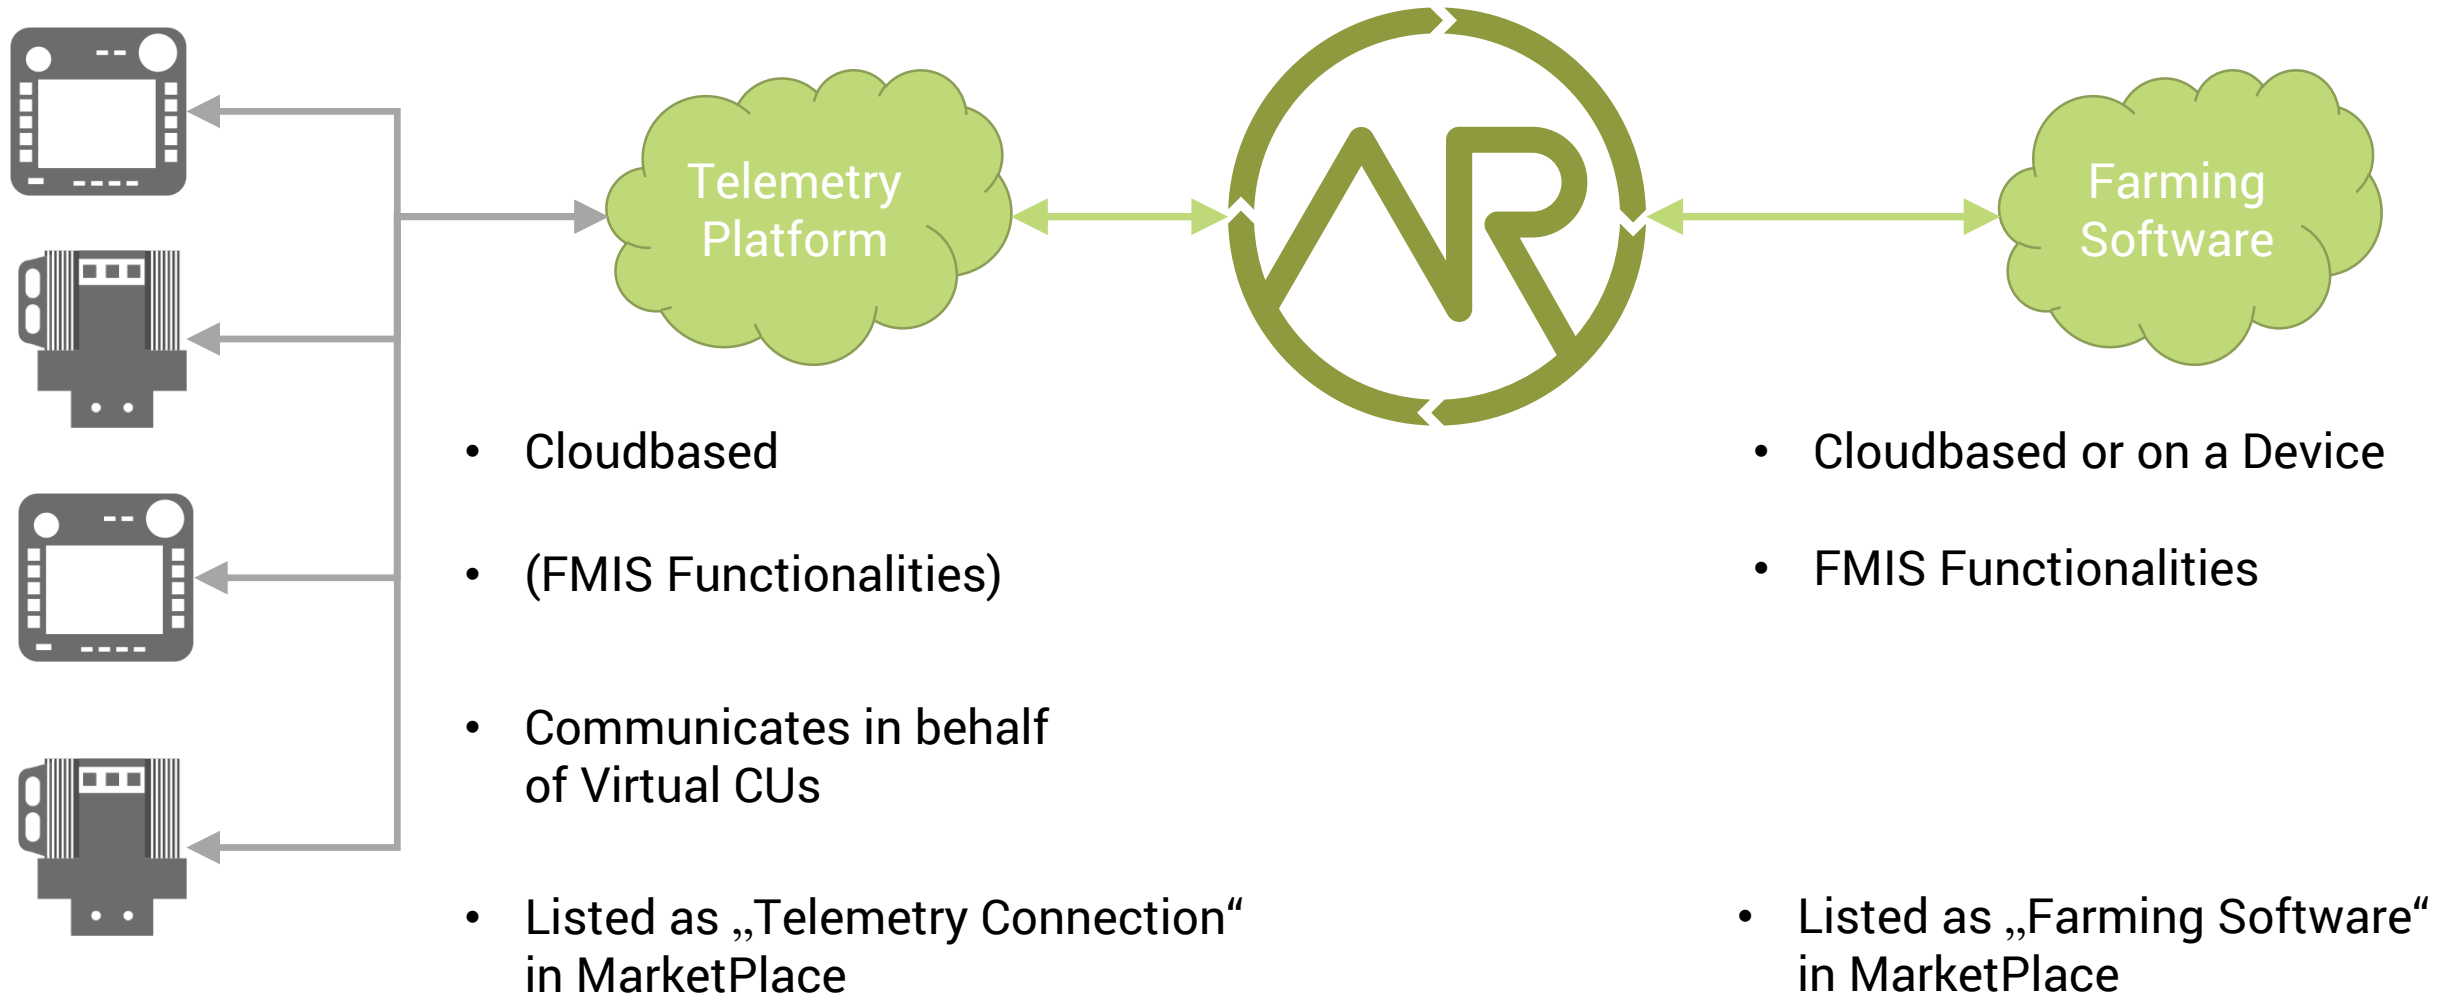 Telemetry
Platform
AR
Farming
Software
• Cloudbased
• (FMIS Functionalities)
• Communicates in behalf
of Virtual CUs
• Listed as „Telemetry Connection“
in MarketPlace
• Cloudbased or on a Device
• FMIS Functionalities
• Listed as „Farming Software“
in MarketPlace